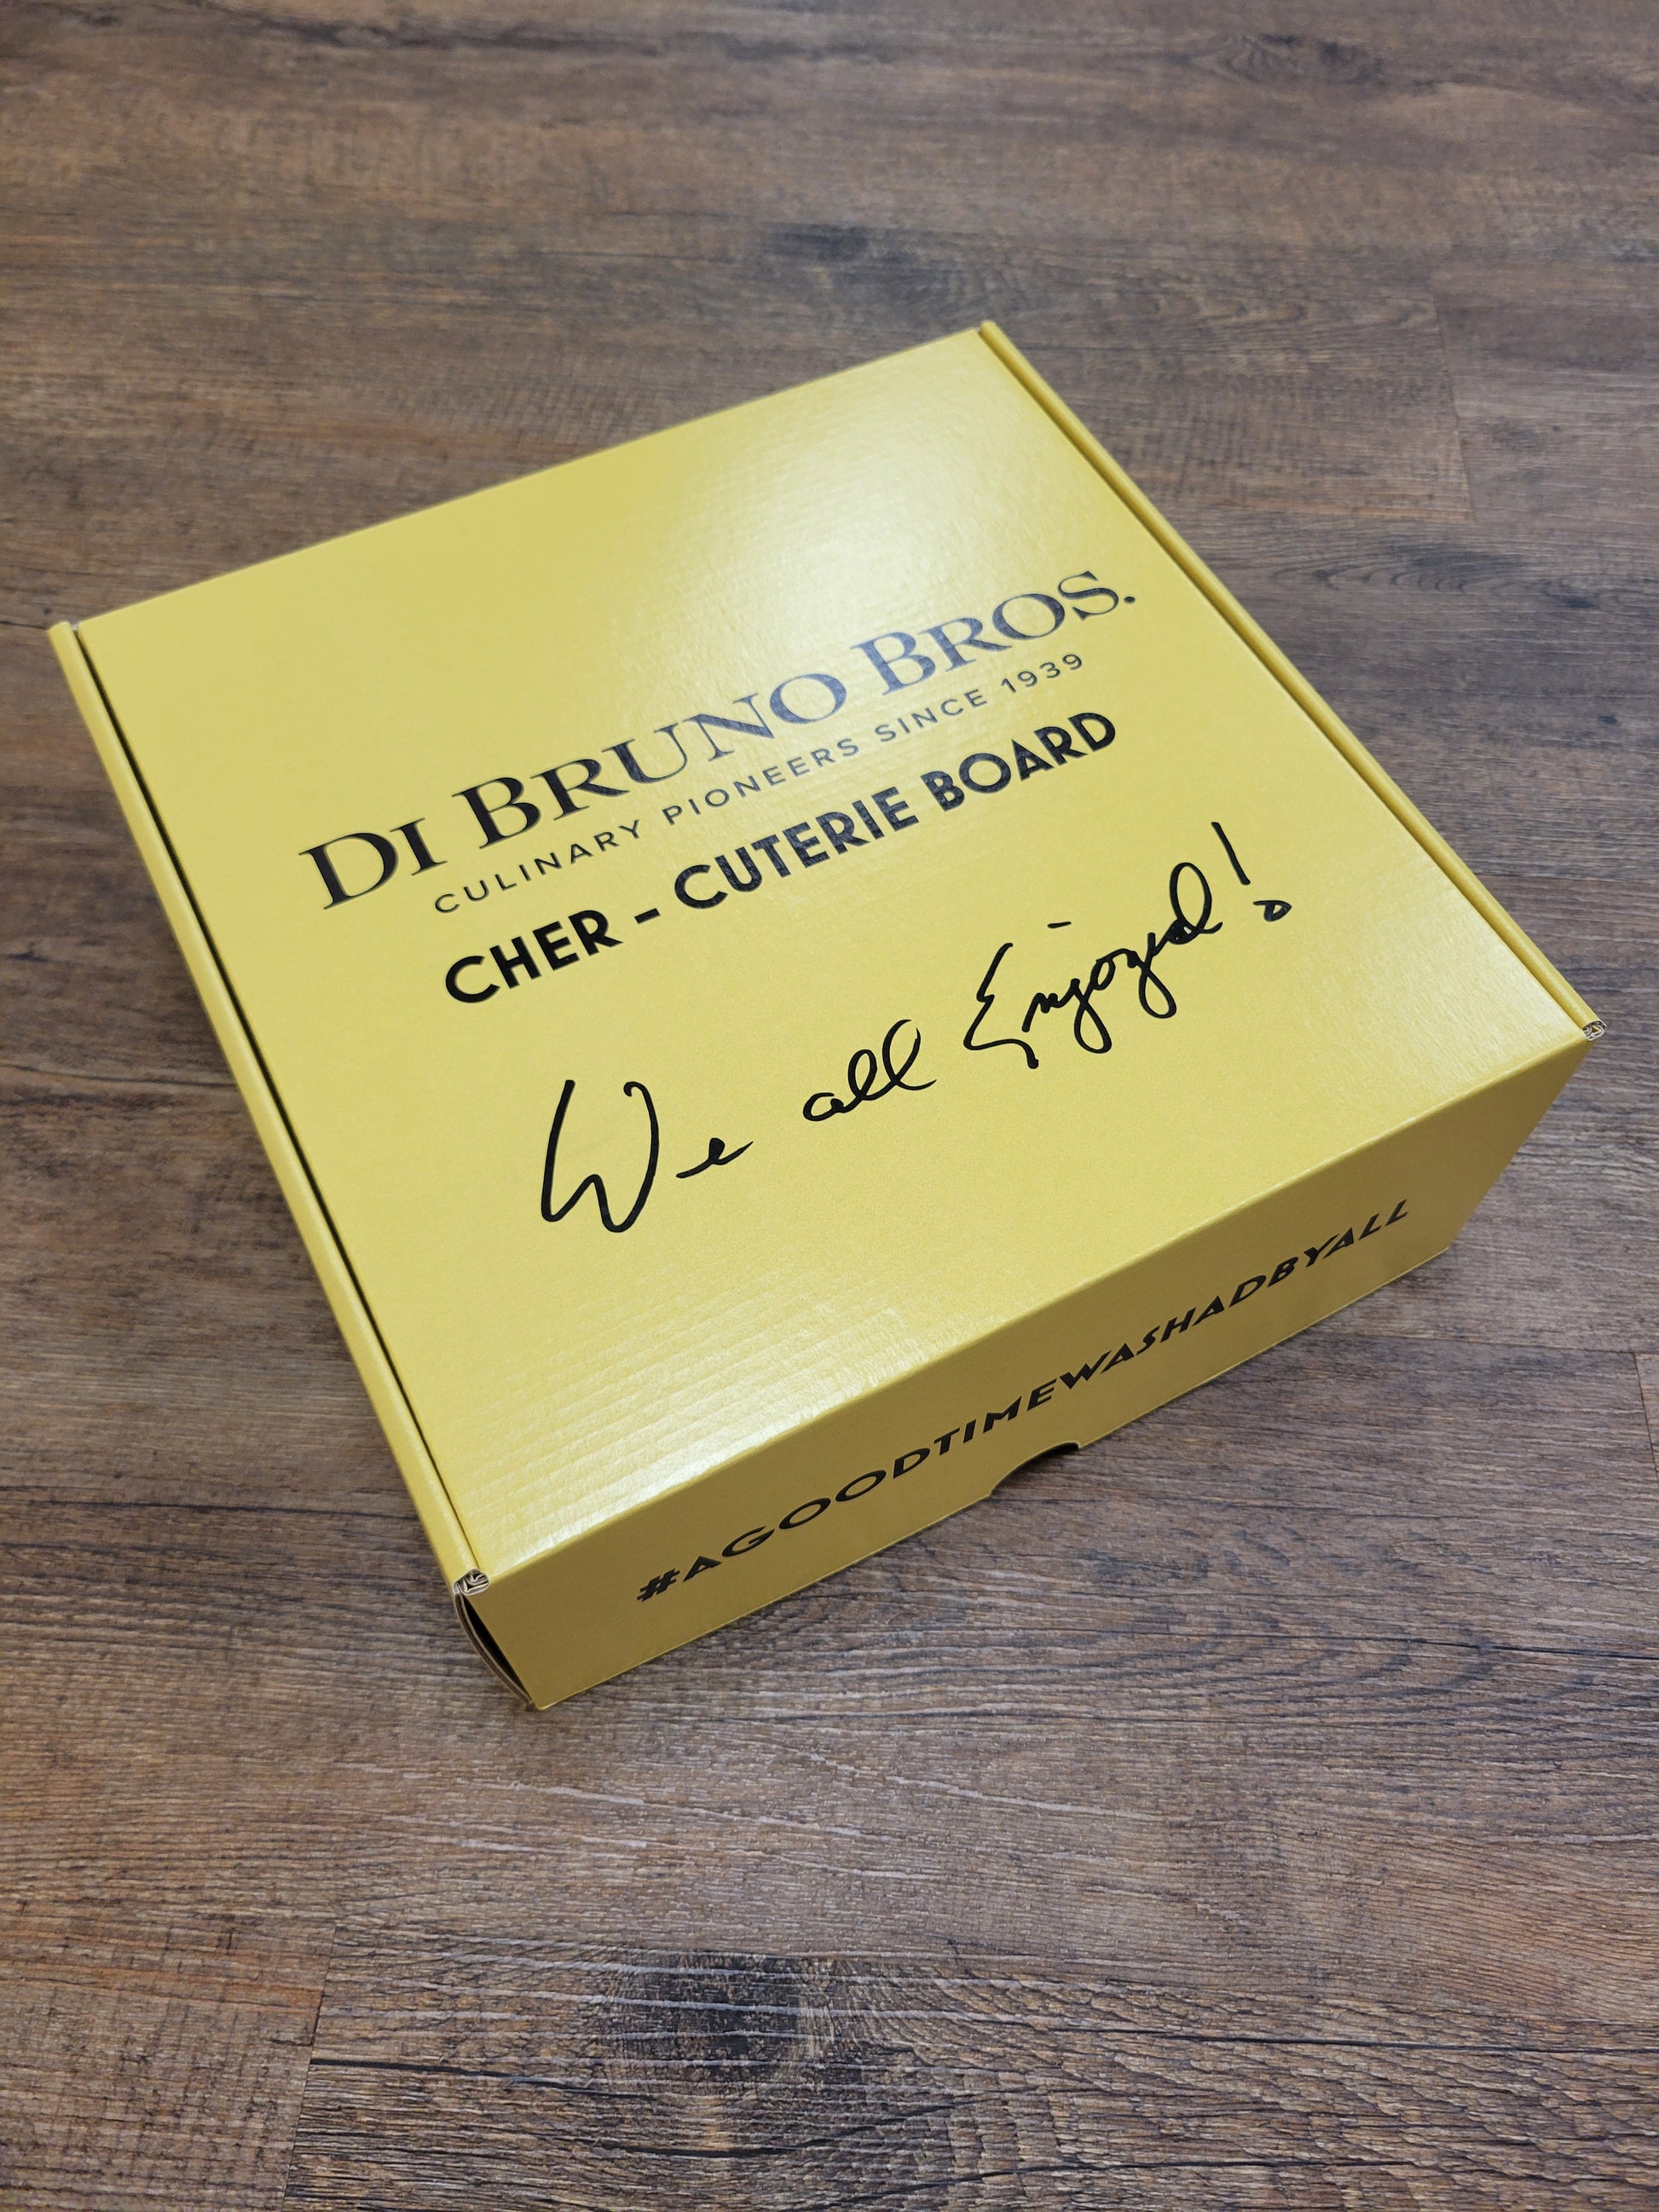 DI BRUNO BROS.
CULINARY PIONEERS SINCE 1939
CHER - CUTERIE BOARD
We all Enjoyed!
#AGOODTIMEWASHADBYALL